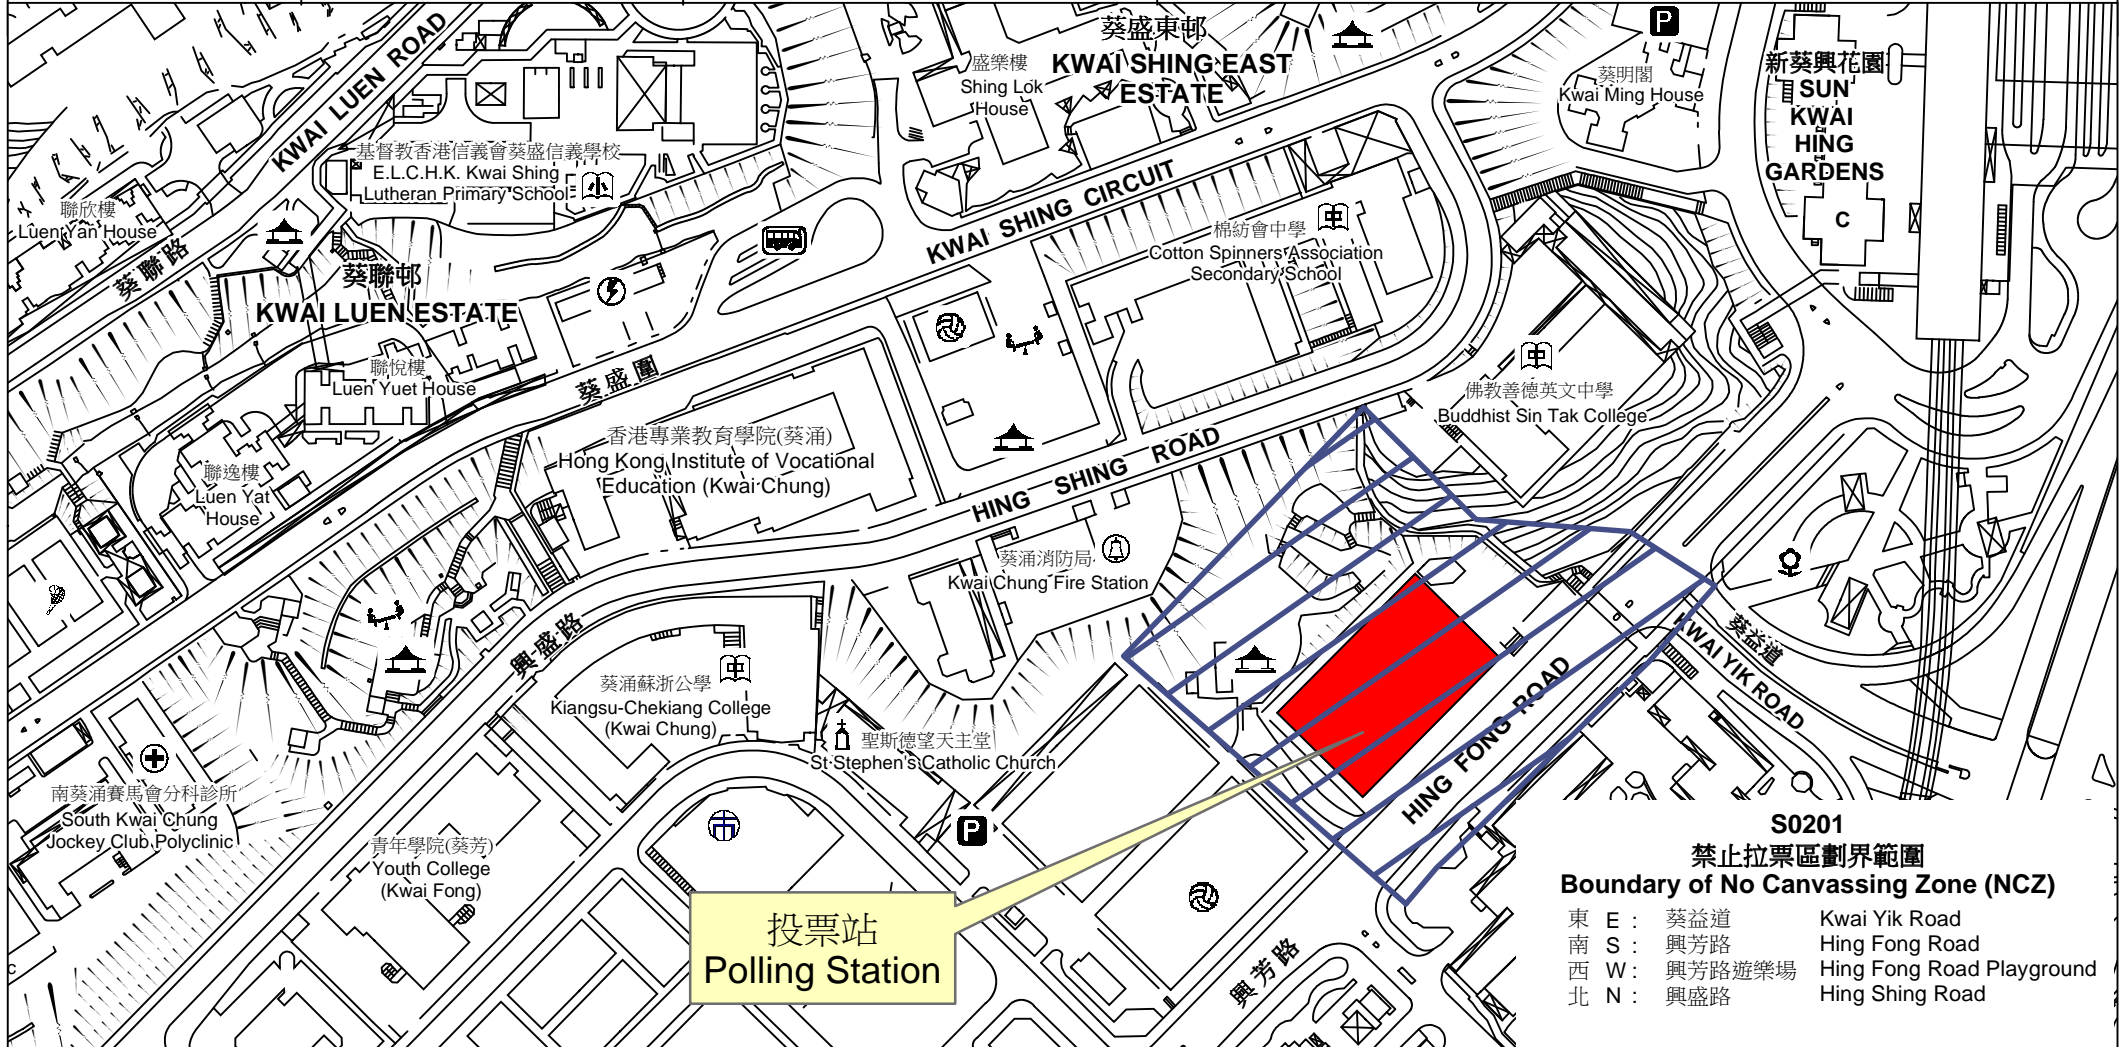 KWAI LUEN ROAD
葵聯路
聯欣樓
Luen Yan House
基督教香港信義會葵盛信義學校
E.L.C.H.K. Kwai Shing
Lutheran Primary School
小
葵聯邨
KWAI LUEN ESTATE
聯悅樓
Luen Yuet House
聯逸樓
Luen Yat
House
葵盛東邨
KWAI SHING EAST
ESTATE
盛樂樓
Shing Lok
House
KWAI SHING CIRCUIT
葵盛圍
棉紡會中學
中
Cotton Spinners Association
Secondary School
P
葵明閣
Kwai Ming House
新葵興花園
SUN
KWAI
HING
GARDENS
C
中
佛教善德英文中學
Buddhist Sin Tak College
香港專業教育學院(葵涌)
Hong Kong Institute of Vocational
Education (Kwai Chung)
HING SHING ROAD
興盛路
葵涌消防局
Kwai Chung Fire Station
葵涌蘇浙公學
中
Kiangsu-Chekiang College
(Kwai Chung)
聖斯德望天主堂
St Stephen's Catholic Church
南葵涌賽馬會分科診所
South Kwai Chung
Jockey Club Polyclinic
青年學院(葵芳)
Youth College
(Kwai Fong)
P
C
葵益道
KWAI YIK ROAD
HING FONG ROAD
興芳路
投票站
Polling Station
S0201
禁止拉票區劃界範圍
Boundary of No Canvassing Zone (NCZ)
東 E : 葵益道 Kwai Yik Road
南 S : 興芳路 Hing Fong Road
西 W : 興芳路遊樂場 Hing Fong Road Playground
北 N : 興盛路 Hing Shing Road